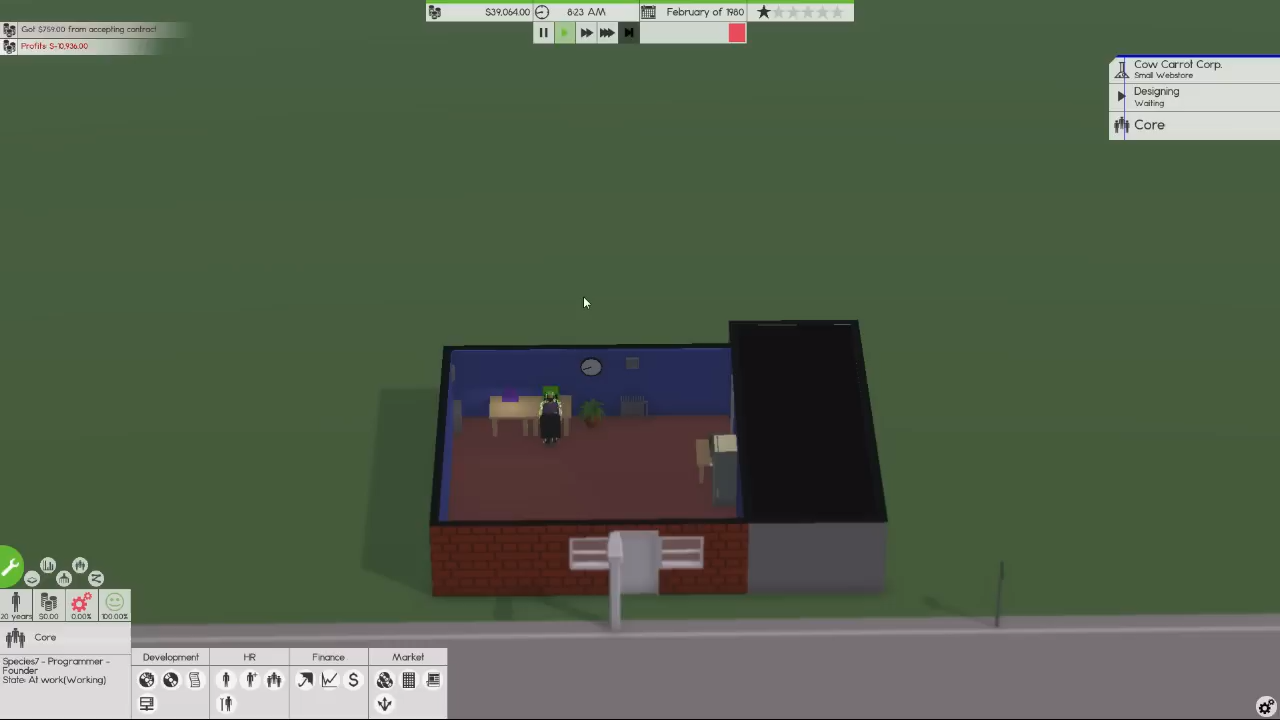 $39,064.00
8:23 AM
February of 1980
Got $759.00 from accepting contract
Profits: $-10,936.00
Cow Carrot Corp.
Small Webstore
Designing
Waiting
Core
20 years
$0.00
0.00%
100.00%
Core
Species7 - Programmer -
Founder
State: At work(Working)
Development
HR
Finance
Market